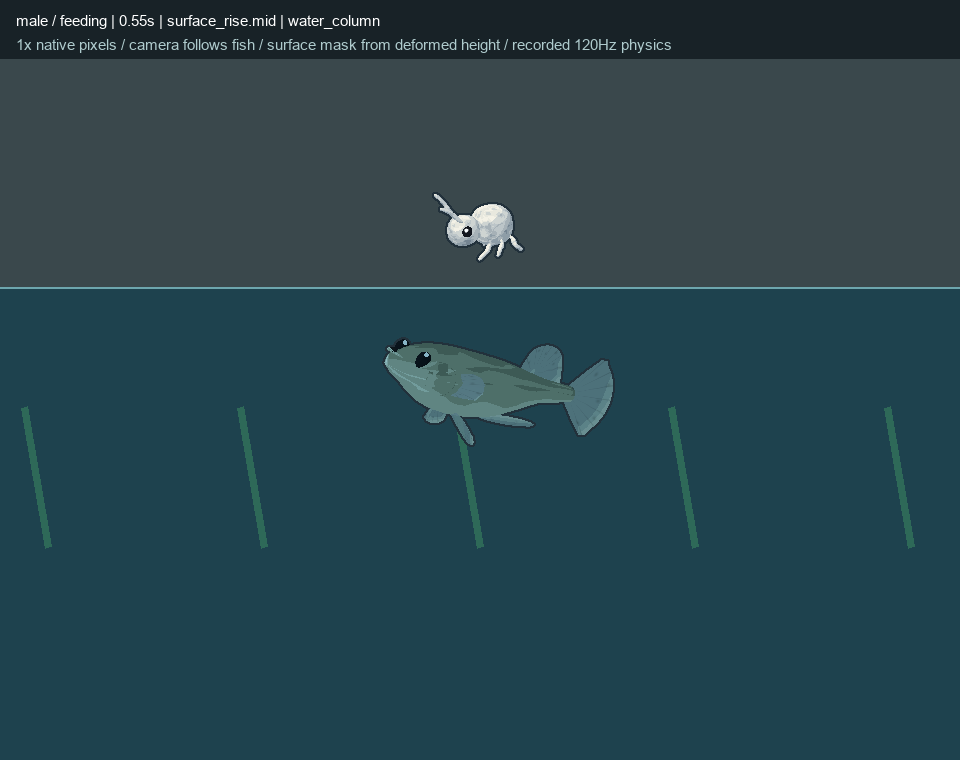 male / feeding | 0.55s | surface_rise.mid | water_column
1x native pixels / camera follows fish / surface mask from deformed height / recorded 120Hz physics